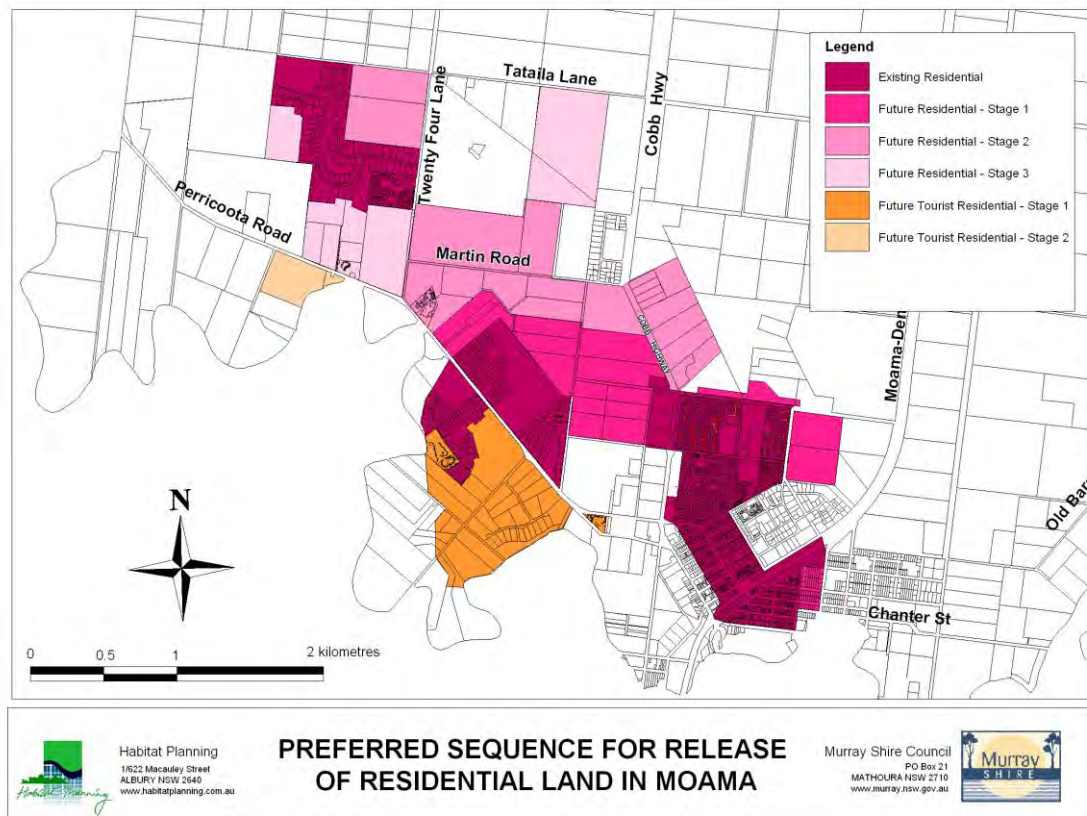 Legend
Existing Residential
Future Residential - Stage 1
Future Residential - Stage 2
Future Residential - Stage 3
Future Tourist Residential - Stage 1
Future Tourist Residential - Stage 2
Tataila Lane
Twenty Four Lane
Cobb Hwy
Perricoota Road
Martin Road
COBB HIGHWAY
Moama-Den
Old Bar
Chanter St
N
0 0.5 1 2 kilometres
Habitat Planning
1/622 Macauley Street
ALBURY NSW 2640
www.habitatplanning.com.au
Habitat Planning
PREFERRED SEQUENCE FOR RELEASE
OF RESIDENTIAL LAND IN MOAMA
Murray Shire Council
PO Box 21
MATHOURA NSW 2710
www.murray.nsw.gov.au
Murray
SHIRE